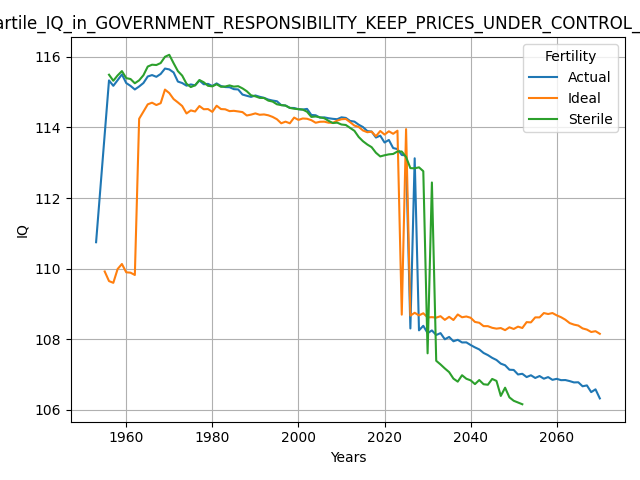 artile_IQ_in_GOVERNMENT_RESPONSIBILITY_KEEP_PRICES_UNDER_CONTROL_
Fertility
Actual
Ideal
Sterile
116
114
112
110
108
106
IQ
1960
1980
2000
2020
2040
2060
Years